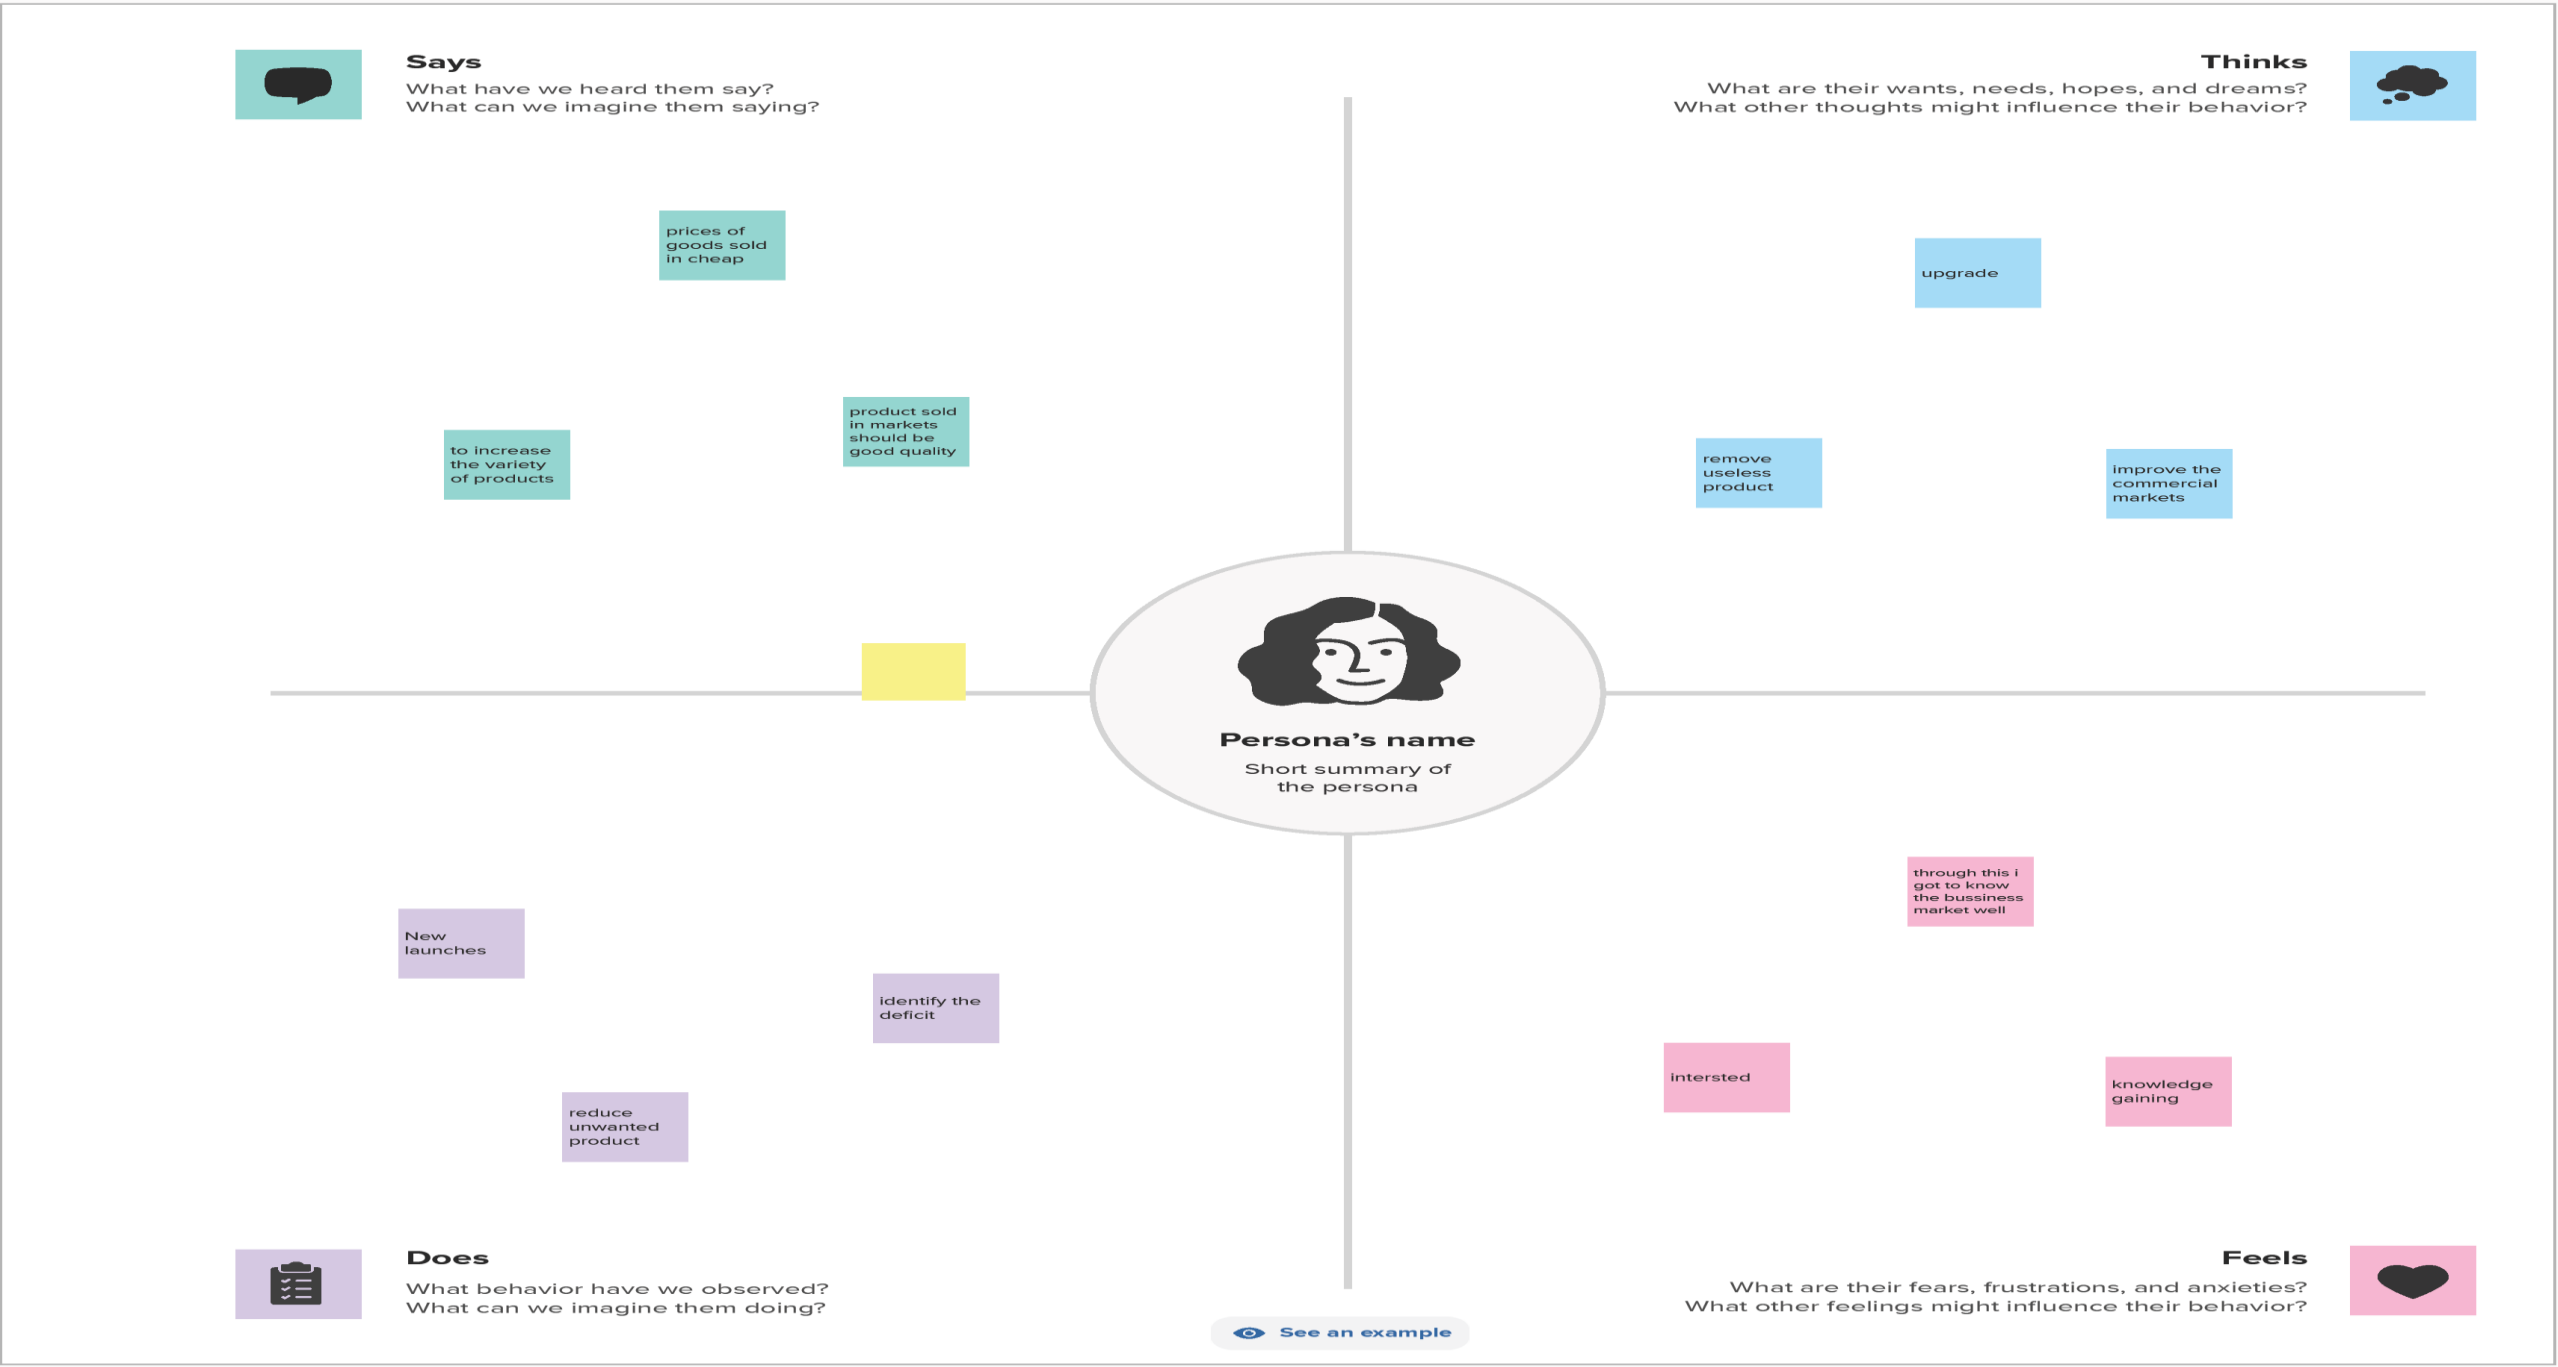 Says
What have we heard them say?
What can we imagine them saying?
Thinks
What are their wants, needs, hopes, and dreams?
What other thoughts might influence their behavior?
prices of
goods sold
in cheap
to increase
the variety
of products
product sold
in markets
should be
good quality
upgrade
remove
useless
product
improve the
commercial
markets
Persona's name
Short summary of
the persona
New
launches
identify the
deficit
reduce
unwanted
product
through this i
got to know
the bussiness
market well
intersted
knowledge
gaining
Does
What behavior have we observed?
What can we imagine them doing?
Feels
What are their fears, frustrations, and anxieties?
What other feelings might influence their behavior?
See an example